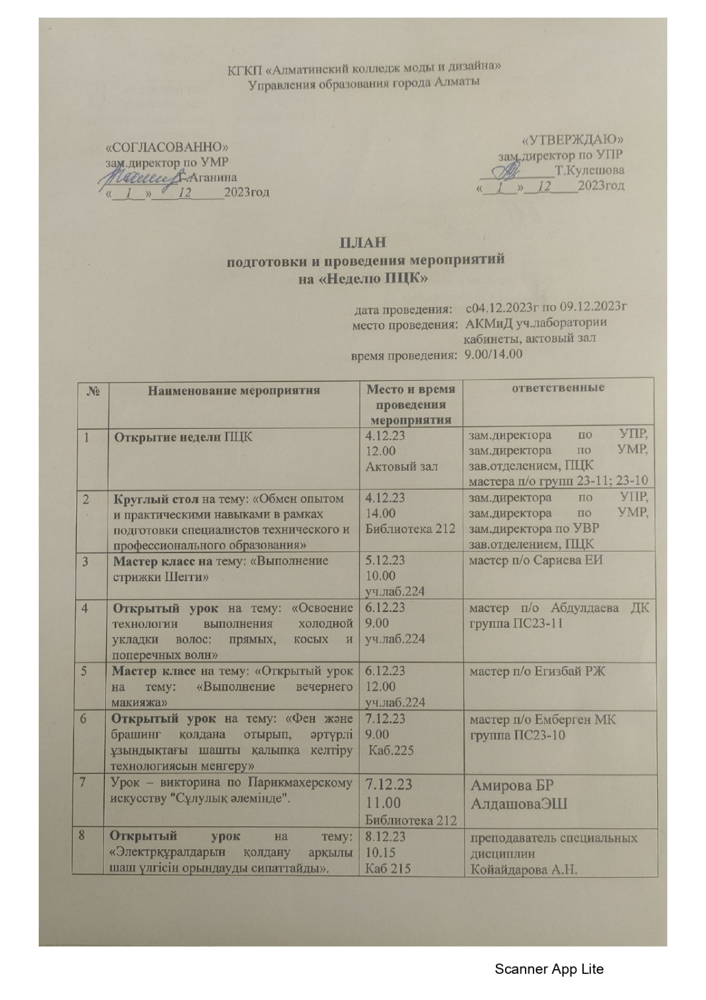 КГКП «Алматинский колледж моды и дизайна»
Управления образования города Алматы
«СОГЛАСОВАННО»
зам.директор по УМР
Г.Аганина
«__1__»____12_____2023год
«УТВЕРЖДАЮ»
зам.директор по УПР
Т.Кулешова
«__1__»__12____2023год
ПЛАН
подготовки и проведения мероприятий
на «Неделю ПЦК»
дата проведения: с04.12.2023г по 09.12.2023г
место проведения: АКМиД уч.лаборатории
кабинеты, актовый зал
время проведения: 9.00/14.00
№
Наименование мероприятия
Место и время
проведения
мероприятия
ответственные
1
Открытие недели ПЦК
4.12.23
12.00
Актовый зал
зам.директора по УПР,
зам.директора по УМР,
зав.отделением, ПЦК
мастера п/о групп 23-11; 23-10
2
Круглый стол на тему: «Обмен опытом
и практическими навыками в рамках
подготовки специалистов технического и
профессионального образования»
4.12.23
14.00
Библиотека 212
зам.директора по УПР,
зам.директора по УМР,
зам.директора по УВР
зав.отделением, ПЦК
3
Мастер класс на тему: «Выполнение
стрижки Шегги»
5.12.23
10.00
уч.лаб.224
мастер п/о Сариева ЕИ
4
Открытый урок на тему: «Освоение
технологии выполнения холодной
укладки волос: прямых, косых и
поперечных волн»
6.12.23
9.00
уч.лаб.224
мастер п/о Абдулдаева ДК
группа ПС23-11
5
Мастер класс на тему: «Открытый урок
на тему: «Выполнение вечернего
макияжа»
6.12.23
12.00
уч.лаб.224
мастер п/о Егизбай РЖ
6
Открытый урок на тему: «Фен және
брашинг қолдана отырып, әртүрлі
ұзындықтағы шашты қалыпқа келтіру
технологиясын меңгеру»
7.12.23
9.00
Каб.225
мастер п/о Емберген МК
группа ПС23-10
7
Урок – викторина по Парикмахерскому
искусству "Сұлулық әлемінде".
7.12.23
11.00
Библиотека 212
Амирова БР
АлдашоваЭШ
8
Открытый урок на тему:
«Электрқұралдарын қолдану арқылы
шаш үлгісін орындауды сипаттайды».
8.12.23
10.15
Каб 215
преподаватель специальных
дисциплин
Койайдарова А.Н.
Scanner App Lite